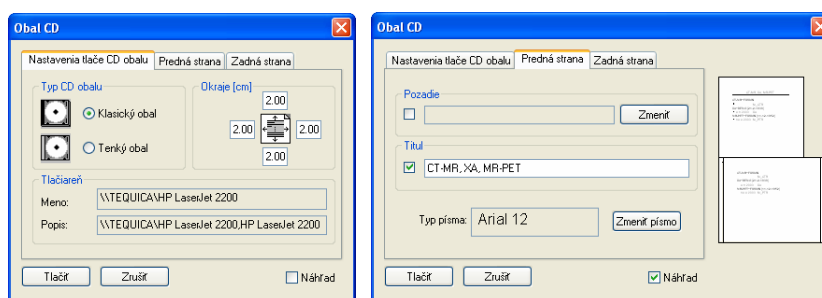 Obal CD
Nastavenia tlače CD obalu
Predná strana
Zadná strana
Typ CD obalu
Klasický obal
Tenký obal
Okraje [cm]
2.00
2.00
2.00
2.00
Tlačiareň
Meno:
\\TEQUICA\HP LaserJet 2200
Popis:
\\TEQUICA\HP LaserJet 2200,HP LaserJet 2200
Tlačiť
Zrušiť
Náhľad
Obal CD
Nastavenia tlače CD obalu
Predná strana
Zadná strana
Pozadie
Zmeniť
Titul
CT-MR, XA, MR-PET
Typ písma:
Arial 12
Zmeniť písmo
Tlačiť
Zrušiť
Náhľad